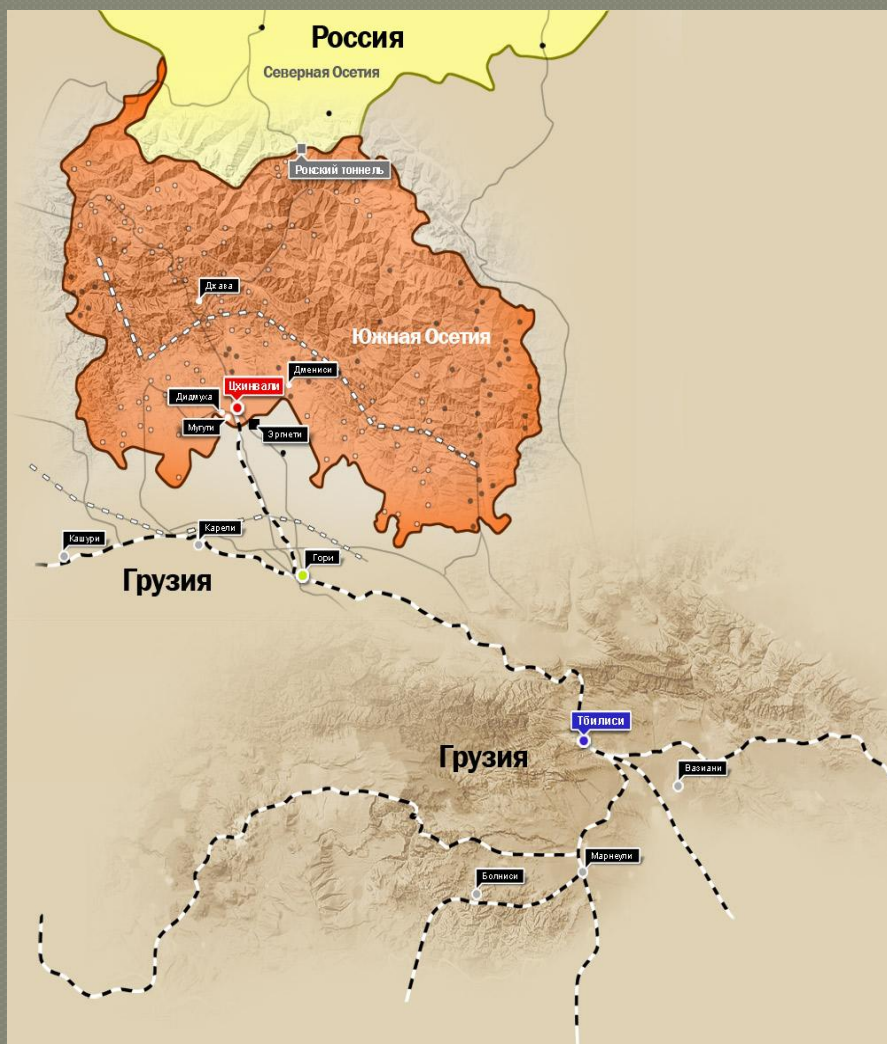 Россия
Северная Осетия
Рокский тоннель
Джава
Южная Осетия
Дмениси
Цхинвали
Дидмуха
Мугути
Эргнети
Карели
Кашури
Гори
Грузия
Тбилиси
Грузия
Вазиани
Марнеули
Болниси